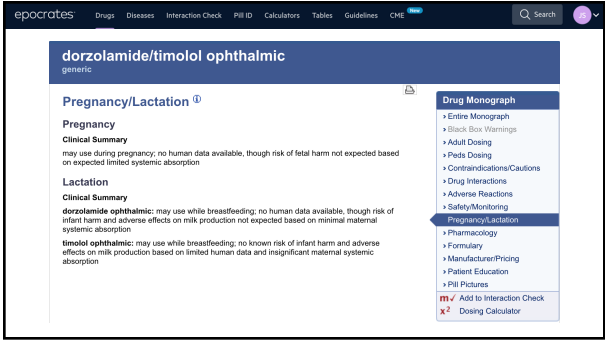 epocrates
Drugs Diseases Interaction Check Pill ID Calculators Tables Guidelines CME New Search JS
dorzolamide/timolol ophthalmic
generic
Pregnancy/Lactation
Pregnancy
Clinical Summary
may use during pregnancy; no human data available, though risk of fetal harm not expected based
on expected limited systemic absorption
Lactation
Clinical Summary
dorzolamide ophthalmic: may use while breastfeeding; no human data available, though risk of
infant harm and adverse effects on milk production not expected based on minimal maternal
systemic absorption
timolol ophthalmic: may use while breastfeeding; no known risk of infant harm and adverse
effects on milk production based on limited human data and insignificant maternal systemic
absorption
Drug Monograph
› Entire Monograph
› Black Box Warnings
› Adult Dosing
› Peds Dosing
› Contraindications/Cautions
› Drug Interactions
› Adverse Reactions
› Safety/Monitoring
Pregnancy/Lactation
› Pharmacology
› Formulary
› Manufacturer/Pricing
› Patient Education
› Pill Pictures
m✓ Add to Interaction Check
x² Dosing Calculator